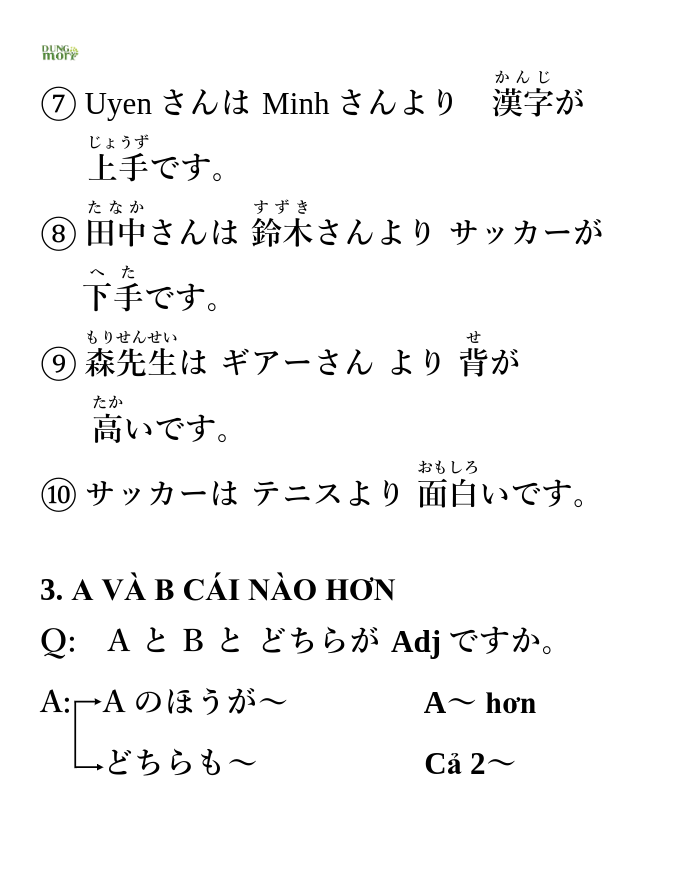 DUNG mori
かんじ
⑦ Uyen さんは Minh さんより 漢字が
じょうず
上手です。
たなか すずき
⑧ 田中さんは 鈴木さんより サッカーが
へた
下手です。
もりせんせい せ
⑨ 森先生は ギアーさん より 背が
たか
高いです。
おもしろ
⑩ サッカーは テニスより 面白いです。
3. A VÀ B CÁI NÀO HƠN
Q: A と B と どちらが Adj ですか。
A: A のほうが〜 A〜 hơn
どちらも〜 Cả 2〜